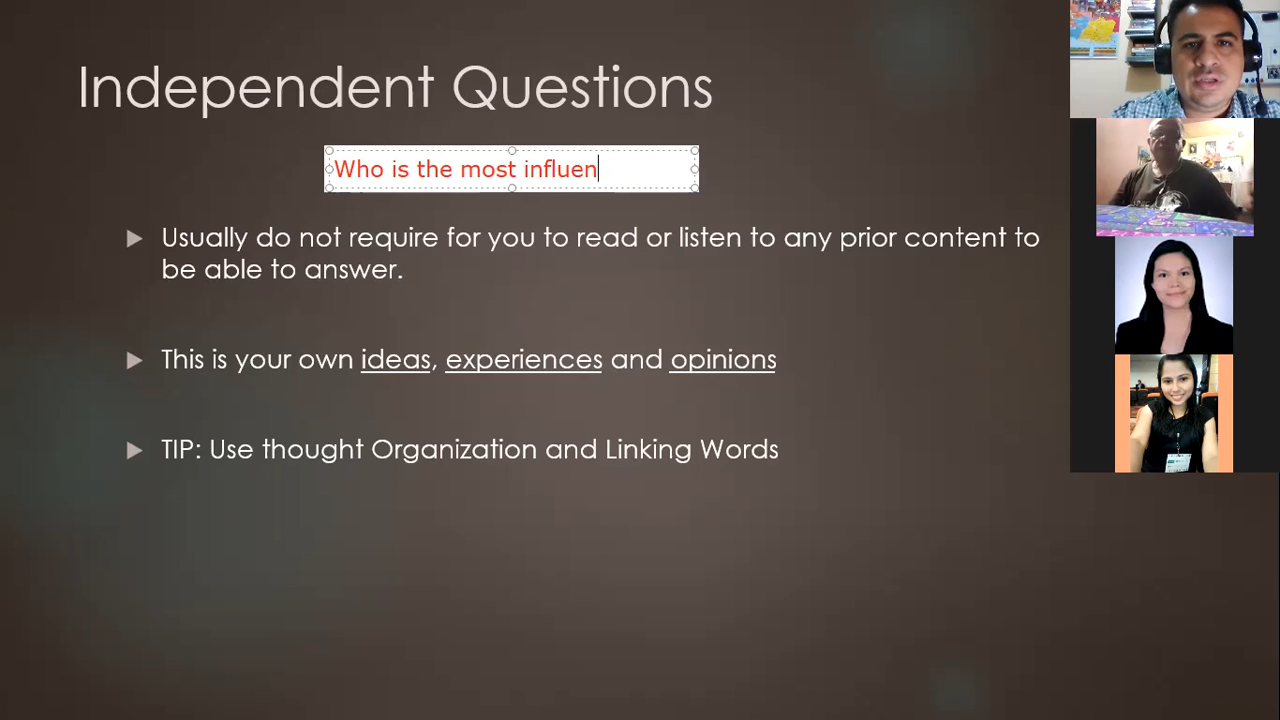 Independent Questions
Who is the most influen
Usually do not require for you to read or listen to any prior content to
be able to answer.
This is your own ideas, experiences and opinions
TIP: Use thought Organization and Linking Words